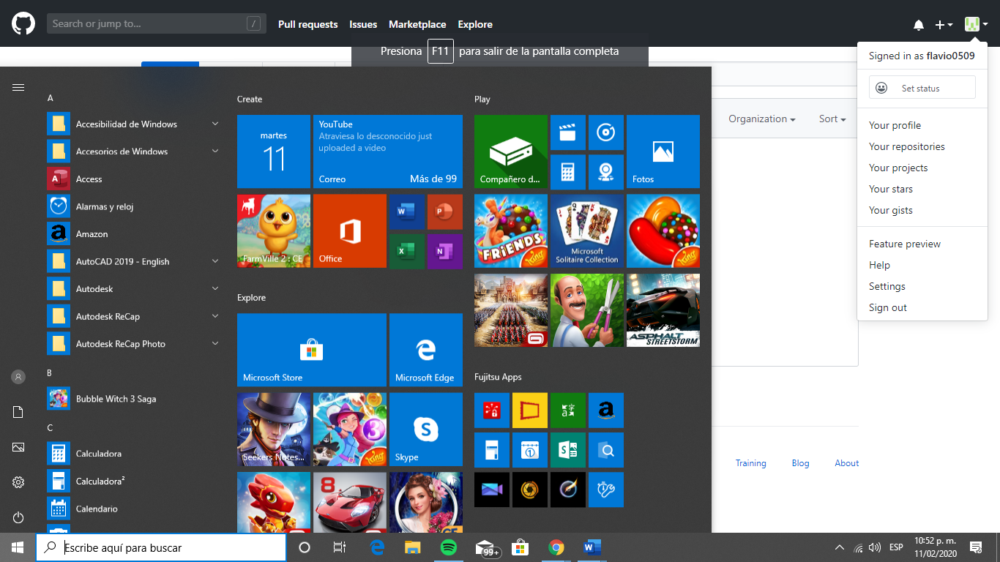 Search or jump to...
/
Pull requests
Issues
Marketplace
Explore
Presiona F11 para salir de la pantalla completa
Signed in as flavio0509
Set status
Your profile
Your repositories
Your projects
Your stars
Your gists
Feature preview
Help
Settings
Sign out
Organization
Sort
Training
Blog
About
A
Accesibilidad de Windows
Accesorios de Windows
Access
Alarmas y reloj
Amazon
AutoCAD 2019 - English
Autodesk
Autodesk ReCap
Autodesk ReCap Photo
B
Bubble Witch 3 Saga
C
Calculadora
Calculadora²
Calendario
Create
martes
11
YouTube
Atraviesa lo desconocido just
uploaded a video
Correo
Más de 99
FarmVille 2 : CE
Office
Explore
Microsoft Store
Microsoft Edge
Seekers Notes...
3
king
Skype
8
CE
Play
Compañero d...
Fotos
FRIENDS
king
Microsoft
Solitaire Collection
king
ASPHALT
STREETSTORM
Fujitsu Apps
Escribe aquí para buscar
99+
ESP
10:52 p. m.
11/02/2020